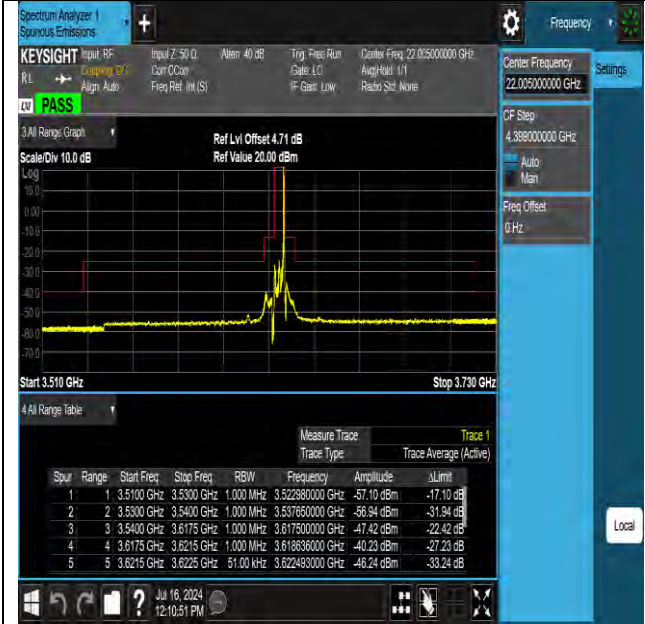 Spectrum Analyzer 1
Spurious Emissions
Frequency
KEYSIGHT Input: RF Input Z: 50 Ω Atten: 40 dB Trig: Free Run Center Freq: 22.005000000 GHz
RL Coupling: DC Corr CCorr Gate: LO Avg|Hold: 1/1
Align: Auto Freq Ref: Int (S) IF Gain: Low Radio Std: None
PASS
Center Frequency
22.005000000 GHz
Settings
CF Step
4.399000000 GHz
Auto
Man
Freq Offset
0 Hz
3 All Range Graph
Ref Lvl Offset 4.71 dB
Scale/Div 10.0 dB Ref Value 20.00 dBm
Log
10.0
0.00
-10.0
-20.0
-30.0
-40.0
-50.0
-60.0
-70.0
Start 3.510 GHz Stop 3.730 GHz
4 All Range Table
Measure Trace Trace 1
Trace Type Trace Average (Active)
Spur Range Start Freq Stop Freq RBW Frequency Amplitude ΔLimit
1 1 3.5100 GHz 3.5300 GHz 1.000 MHz 3.522980000 GHz -57.10 dBm -17.10 dB
2 2 3.5300 GHz 3.5400 GHz 1.000 MHz 3.537650000 GHz -56.94 dBm -31.94 dB
3 3 3.5400 GHz 3.6175 GHz 1.000 MHz 3.617500000 GHz -47.42 dBm -22.42 dB
4 4 3.6175 GHz 3.6215 GHz 1.000 MHz 3.618636000 GHz -40.23 dBm -27.23 dB
5 5 3.6215 GHz 3.6225 GHz 51.00 kHz 3.622493000 GHz -46.24 dBm -33.24 dB
Local
Jul 16, 2024
12:10:51 PM